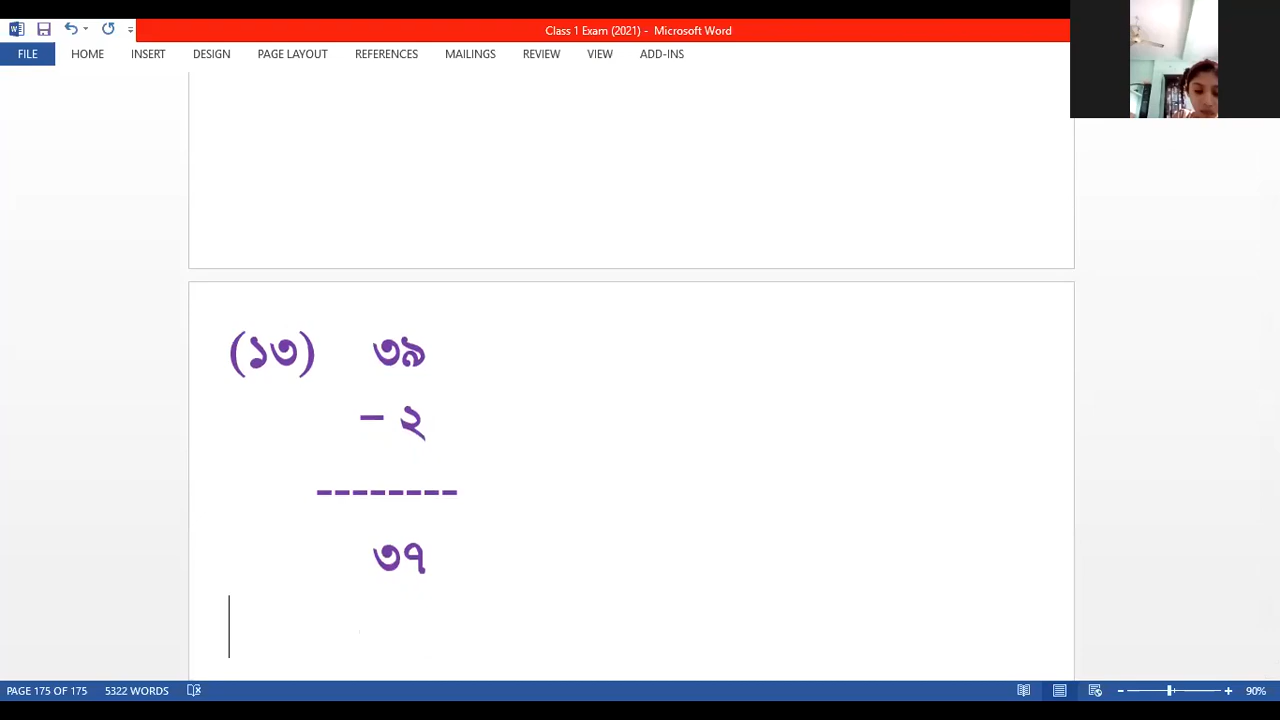 Class 1 Exam (2021) - Microsoft Word
FILE HOME INSERT DESIGN PAGE LAYOUT REFERENCES MAILINGS REVIEW VIEW ADD-INS
(১৩) ৩৯
– ২
--------
৩৭
PAGE 175 OF 175 5322 WORDS 90%